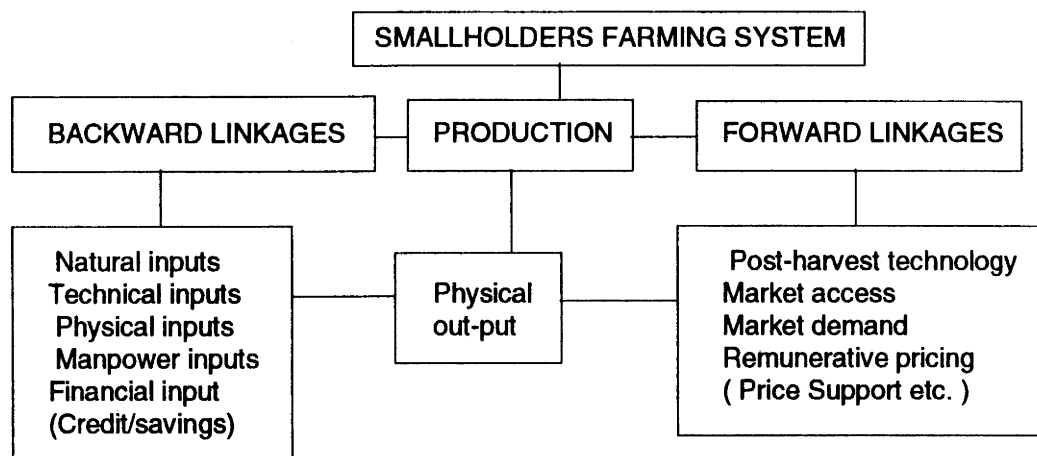 SMALLHOLDERS FARMING SYSTEM
BACKWARD LINKAGES
PRODUCTION
FORWARD LINKAGES
Natural inputs
Technical inputs
Physical inputs
Manpower inputs
Financial input
(Credit/savings)
Physical
out-put
Post-harvest technology
Market access
Market demand
Remunerative pricing
( Price Support etc. )